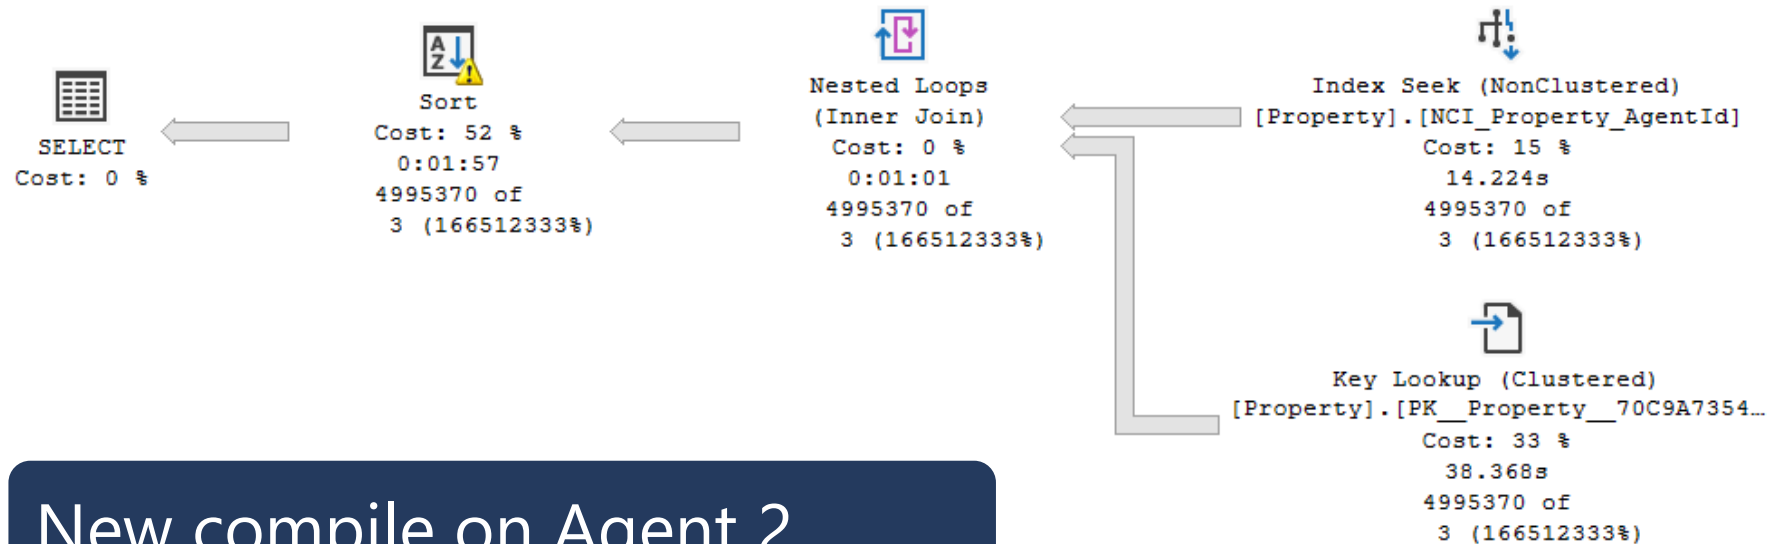 SELECT
Cost: 0 %
A
Z
Sort
Cost: 52 %
0:01:57
4995370 of
3 (166512333%)
Nested Loops
(Inner Join)
Cost: 0 %
0:01:01
4995370 of
3 (166512333%)
Index Seek (NonClustered)
[Property].[NCI_Property_AgentId]
Cost: 15 %
14.224s
4995370 of
3 (166512333%)
Key Lookup (Clustered)
[Property].[PK__Property__70C9A7354…
Cost: 33 %
38.368s
4995370 of
3 (166512333%)
New compile on Agent 2